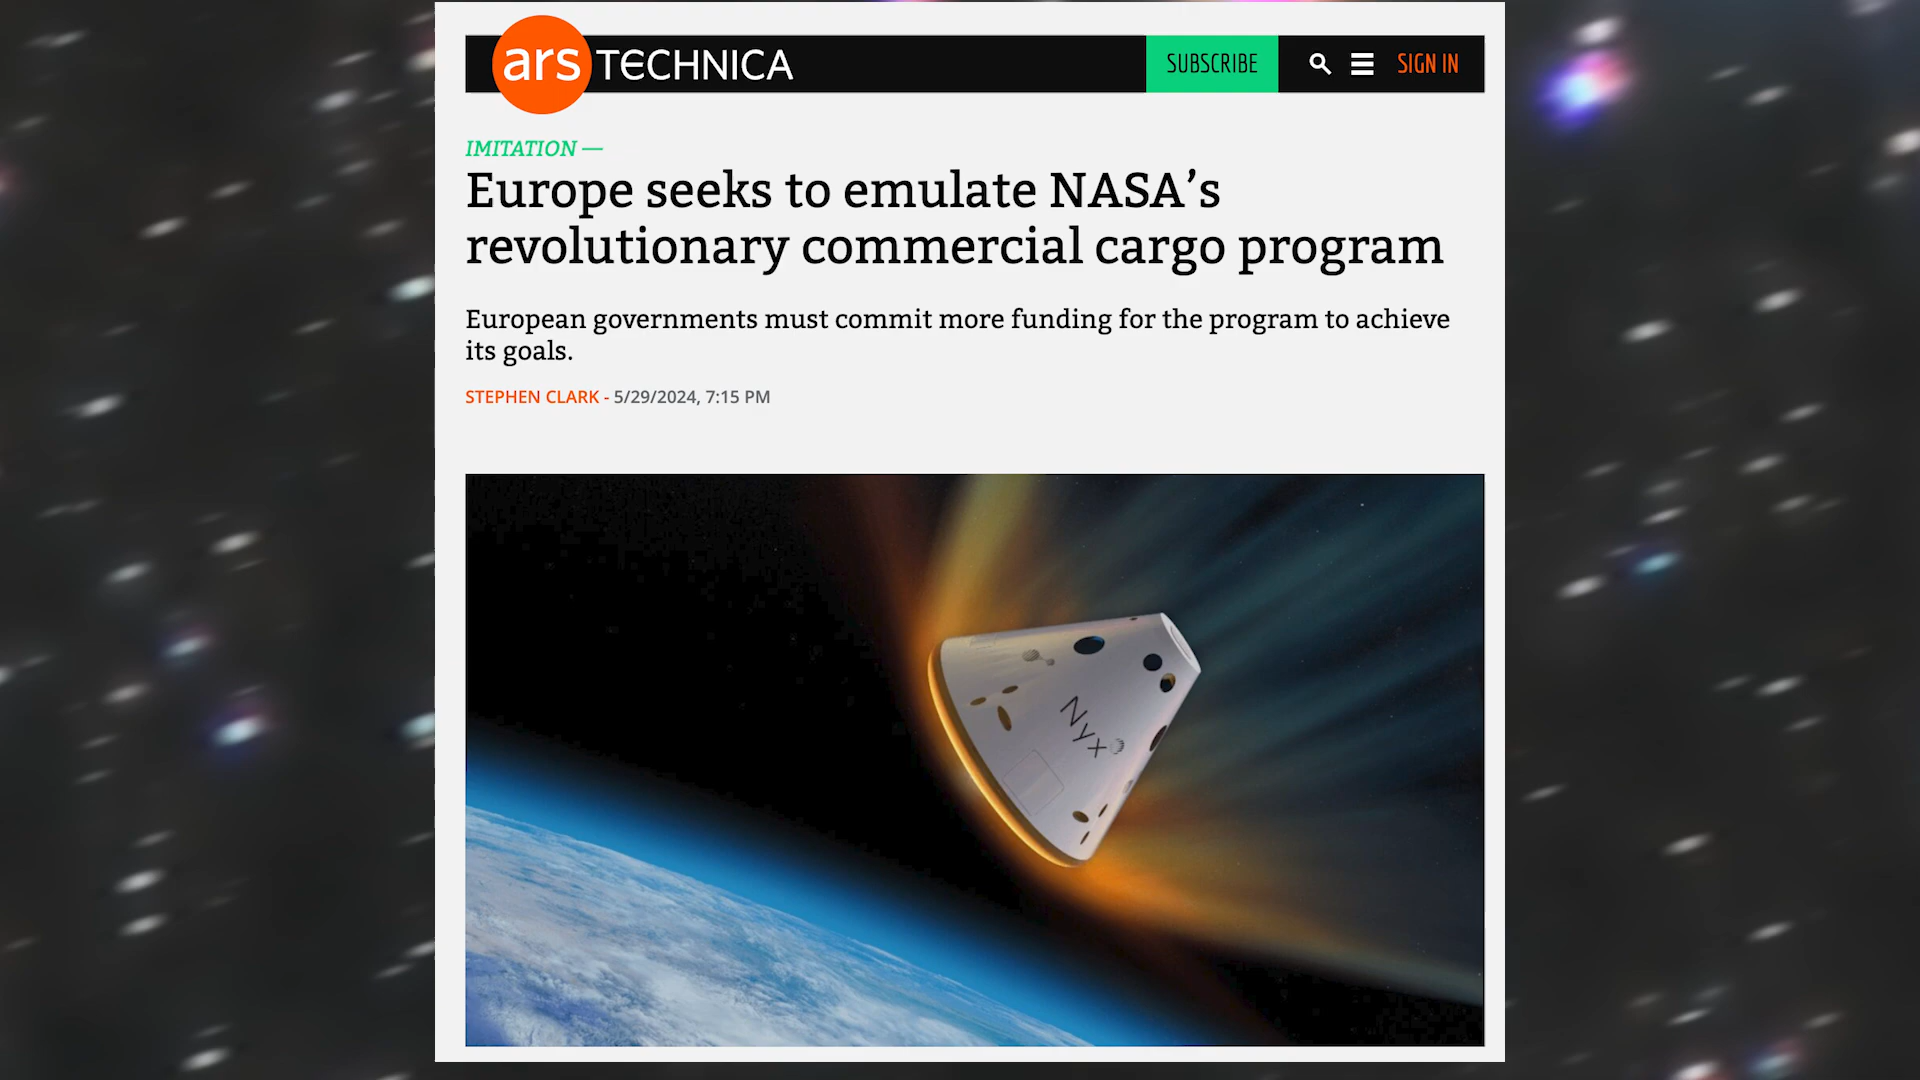 ars TECHNICA
SUBSCRIBE
SIGN IN
IMITATION —
Europe seeks to emulate NASA’s
revolutionary commercial cargo program
European governments must commit more funding for the program to achieve
its goals.
STEPHEN CLARK - 5/29/2024, 7:15 PM
Nyx